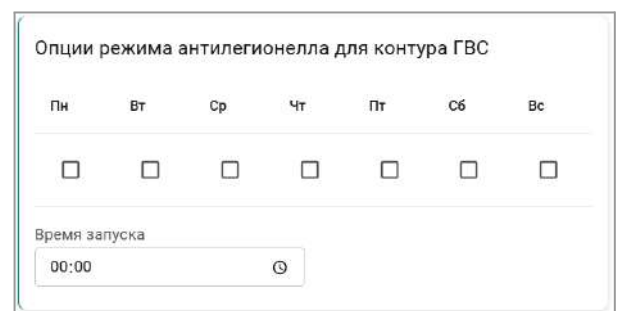 Опции режима антилегионелла для контура ГВС
Пн Вт Ср Чт Пт Сб Вс
Время запуска
00:00